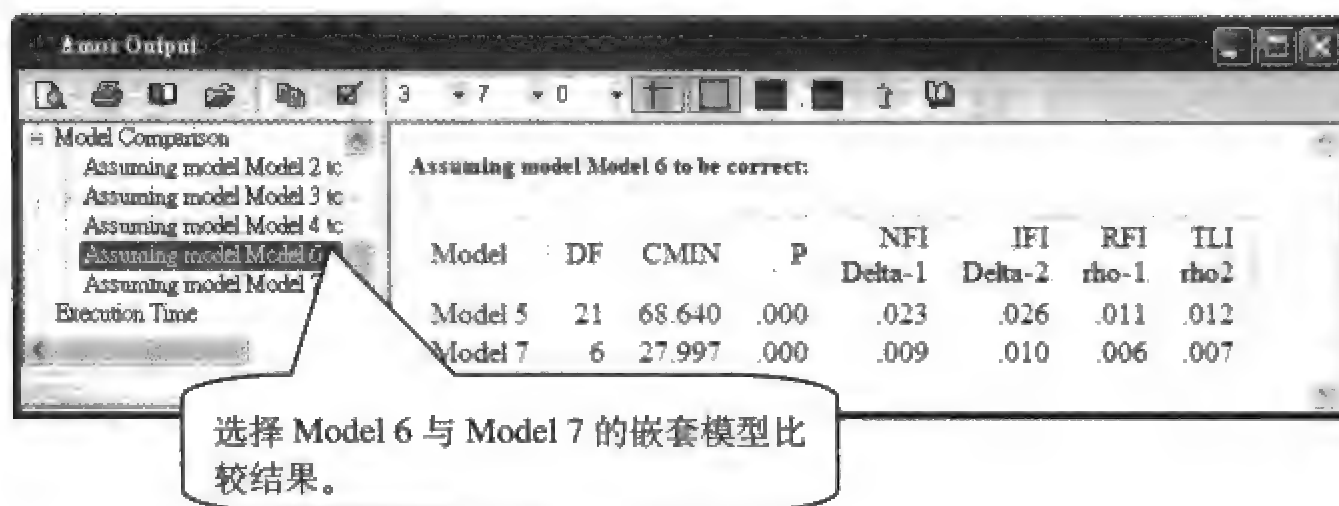 Amos Output
3 7 0
Model Comparison
Assuming model Model 2 tc
Assuming model Model 3 tc
Assuming model Model 4 tc
Assuming model Model 6
Assuming model Model 7
Execution Time
Assuming model Model 6 to be correct:
Model DF CMIN P NFI Delta-1 IFI Delta-2 RFI rho-1 TLI rho2
Model 5 21 68.640 .000 .023 .026 .011 .012
Model 7 6 27.997 .000 .009 .010 .006 .007
选择 Model 6 与 Model 7 的嵌套模型比
较结果。